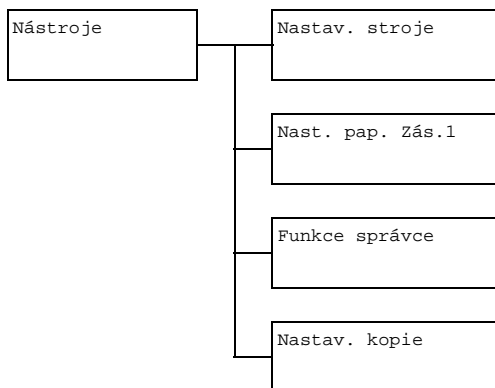 Nástroje
Nastav. stroje
Nast. pap. Zás.1
Funkce správce
Nastav. kopie